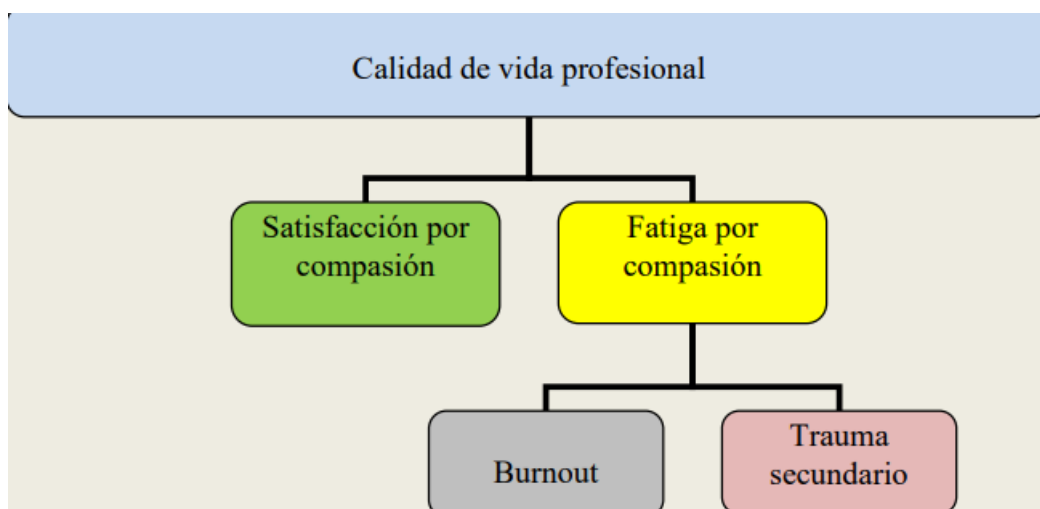 Calidad de vida profesional
Satisfacción por
compasión
Fatiga por
compasión
Burnout
Trauma
secundario